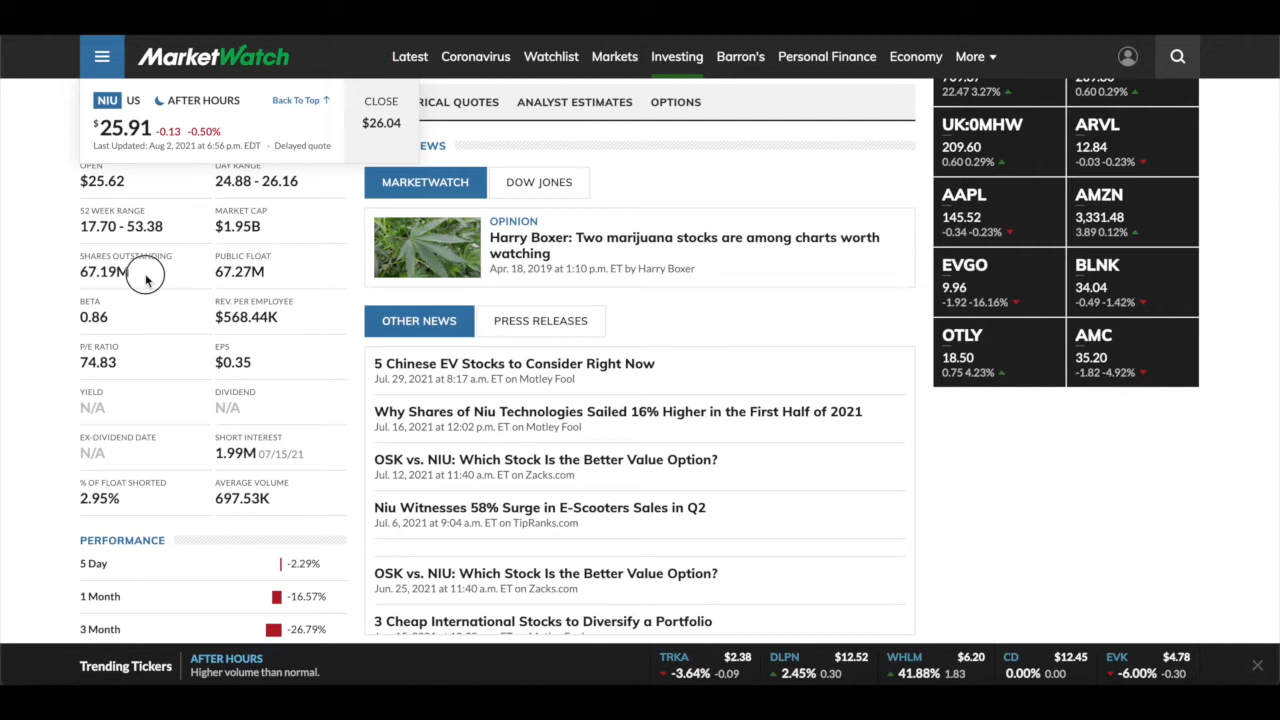 MarketWatch
Latest Coronavirus Watchlist Markets Investing Barron's Personal Finance Economy More
NIU US AFTER HOURS Back To Top ↑
$25.91 -0.13 -0.50%
Last Updated: Aug 2, 2021 at 6:56 p.m. EDT - Delayed quote
CLOSE
$26.04
RICAL QUOTES ANALYST ESTIMATES OPTIONS
OPEN DAY RANGE
$25.62 24.88 - 26.16
52 WEEK RANGE MARKET CAP
17.70 - 53.38 $1.95B
SHARES OUTSTANDING PUBLIC FLOAT
67.19M 67.27M
BETA REV. PER EMPLOYEE
0.86 $568.44K
P/E RATIO EPS
74.83 $0.35
YIELD DIVIDEND
N/A N/A
EX-DIVIDEND DATE SHORT INTEREST
N/A 1.99M 07/15/21
% OF FLOAT SHORTED AVERAGE VOLUME
2.95% 697.53K
PERFORMANCE
5 Day -2.29%
1 Month -16.57%
3 Month -26.79%
NEWS
MARKETWATCH DOW JONES
OPINION
Harry Boxer: Two marijuana stocks are among charts worth
watching
Apr. 18, 2019 at 1:10 p.m. ET by Harry Boxer
OTHER NEWS PRESS RELEASES
5 Chinese EV Stocks to Consider Right Now
Jul. 29, 2021 at 8:17 a.m. ET on Motley Fool
Why Shares of Niu Technologies Sailed 16% Higher in the First Half of 2021
Jul. 16, 2021 at 12:02 p.m. ET on Motley Fool
OSK vs. NIU: Which Stock Is the Better Value Option?
Jul. 12, 2021 at 11:40 a.m. ET on Zacks.com
Niu Witnesses 58% Surge in E-Scooters Sales in Q2
Jul. 6, 2021 at 9:04 a.m. ET on TipRanks.com
OSK vs. NIU: Which Stock Is the Better Value Option?
Jun. 25, 2021 at 11:40 a.m. ET on Zacks.com
3 Cheap International Stocks to Diversify a Portfolio
22.47 3.27% 0.60 0.29%
UK:0MHW ARVL
209.60 12.84
0.60 0.29% -0.03 -0.23%
AAPL AMZN
145.52 3,331.48
-0.34 -0.23% 3.89 0.12%
EVGO BLNK
9.96 34.04
-1.92 -16.16% -0.49 -1.42%
OTLY AMC
18.50 35.20
0.75 4.23% -1.82 -4.92%
Trending Tickers
AFTER HOURS
Higher volume than normal.
TRKA $2.38 DLPN $12.52 WHLM $6.20 CD $12.45 EVK $4.78
-3.64% -0.09 2.45% 0.30 41.88% 1.83 0.00% 0.00 -6.00% -0.30